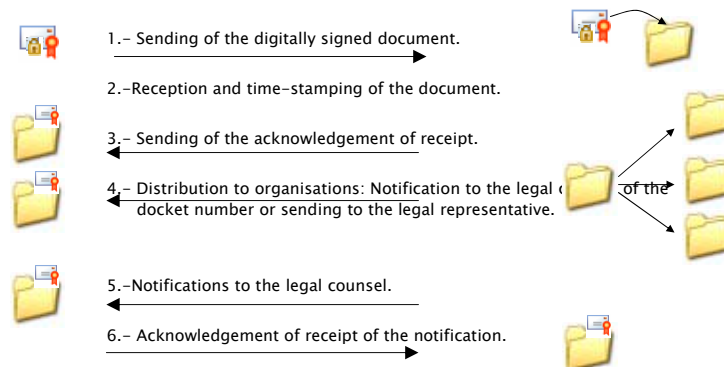 1.- Sending of the digitally signed document.
2.-Reception and time-stamping of the document.
3.- Sending of the acknowledgement of receipt.
4.- Distribution to organisations: Notification to the legal of the
docket number or sending to the legal representative.
5.-Notifications to the legal counsel.
6.- Acknowledgement of receipt of the notification.